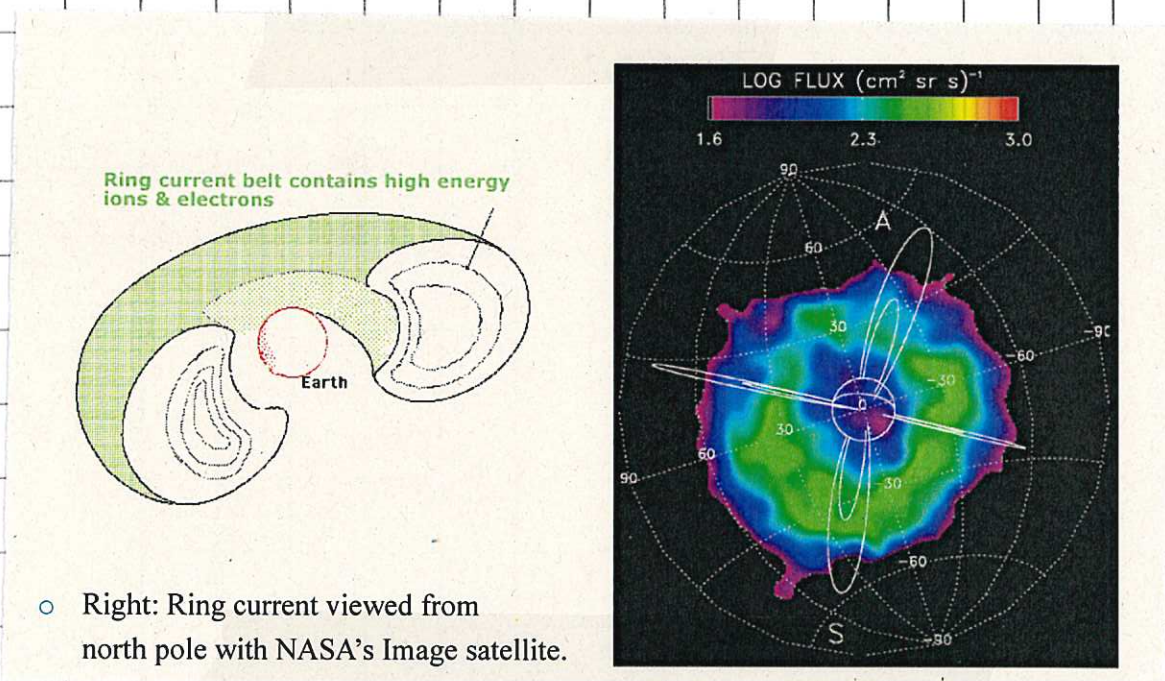 Ring current belt contains high energy
ions & electrons
Earth
LOG FLUX (cm² sr s)⁻¹
1.6 2.3 3.0
90
A
60
30
-90
-60
-30
0
30
60
90
-30
-60
S
-90
Right: Ring current viewed from
north pole with NASA's Image satellite.